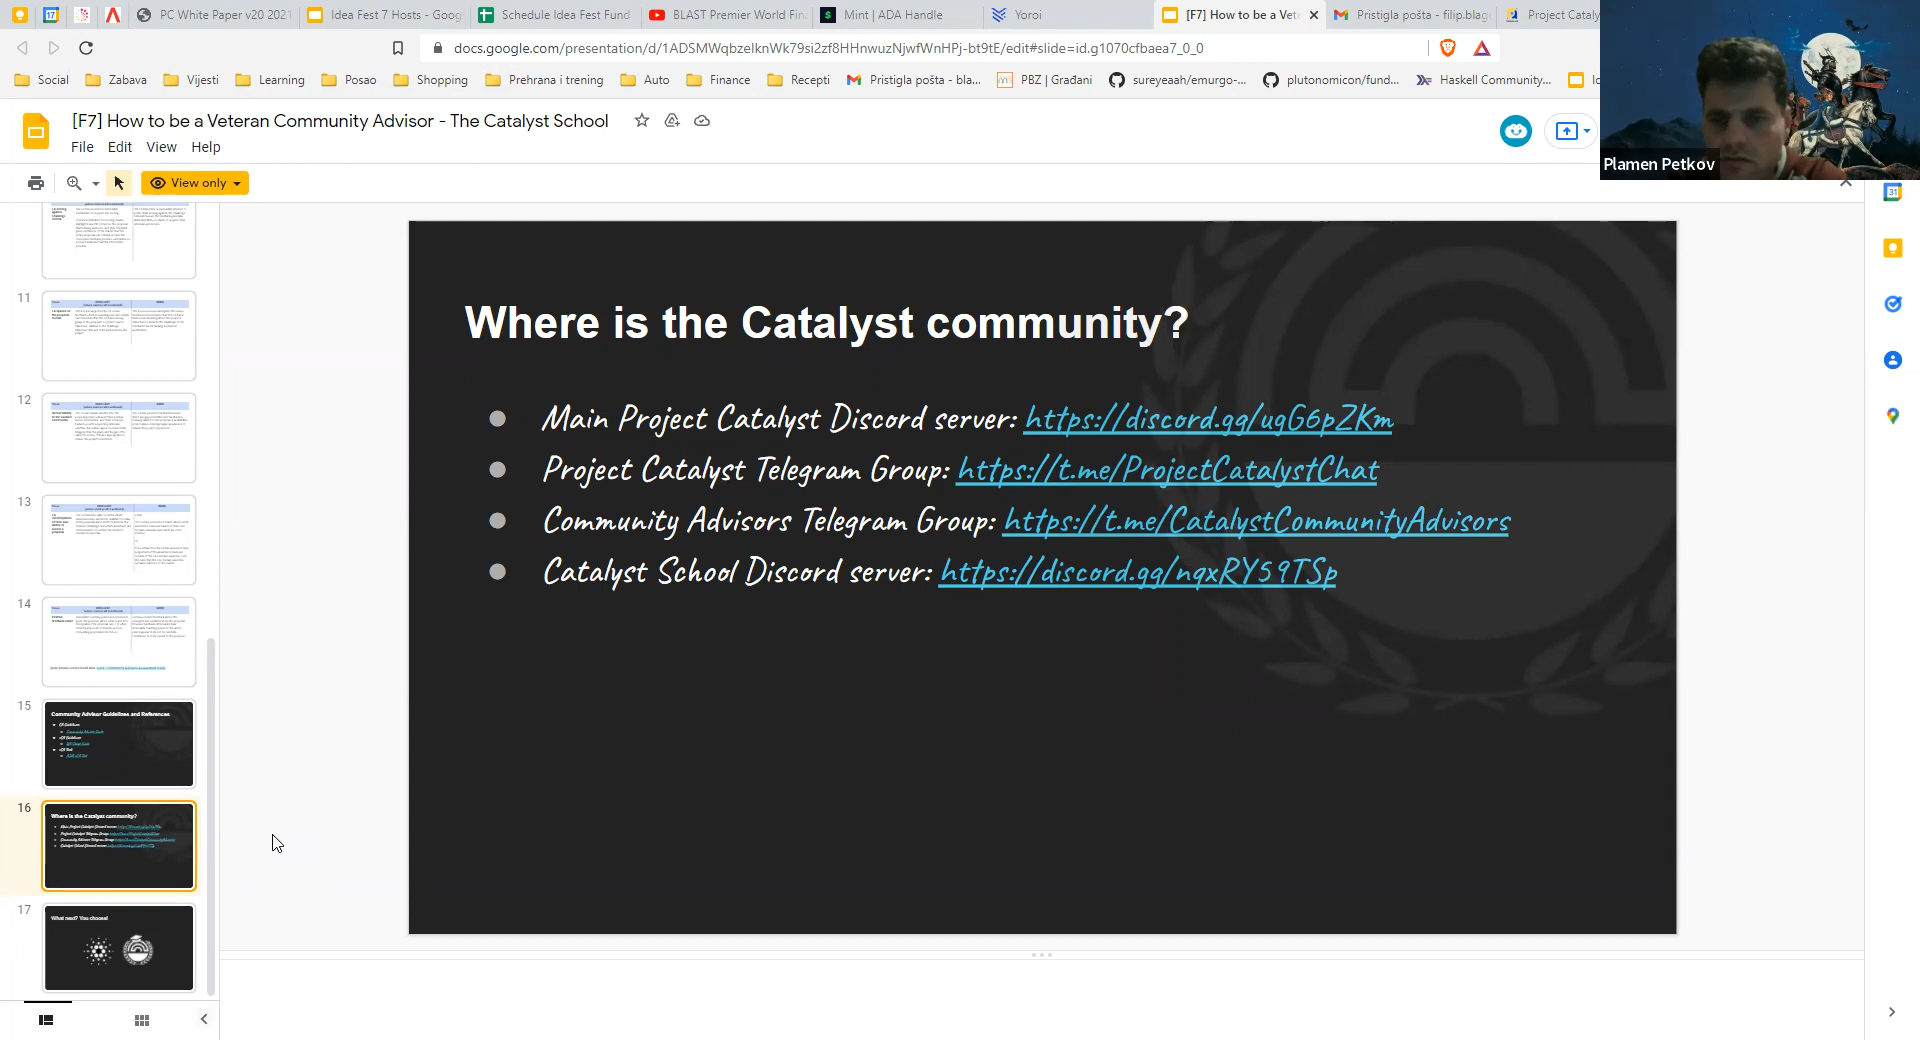 PC White Paper v20 2021
Idea Fest 7 Hosts - Goog
Schedule Idea Fest Fund
BLAST Premier World Fin
Mint | ADA Handle
Yoroi
[F7] How to be a Vete
Pristigla pošta - filip.blag
Project Cataly
docs.google.com/presentation/d/1ADSMWqbzelknWk79si2zf8HHnwuzNjwfWnHPj-bt9tE/edit#slide=id.g1070cfbaea7_0_0
Social
Zabava
Vijesti
Learning
Posao
Shopping
Prehrana i trening
Auto
Finance
Recepti
Pristigla pošta - bla...
PBZ | Građani
sureyeaah/emurgo-...
plutonomicon/fund...
Haskell Community...
[F7] How to be a Veteran Community Advisor - The Catalyst School
File Edit View Help
Plamen Petkov
View only
31
11
12
13
14
15
Community Advisor Guidelines and References
16
Where is the Catalyst community?
17
What next? You choose!
Where is the Catalyst community?
● Main Project Catalyst Discord server: https://discord.gg/ugG6pZKm
● Project Catalyst Telegram Group: https://t.me/ProjectCatalystChat
● Community Advisors Telegram Group: https://t.me/CatalystCommunityAdvisors
● Catalyst School Discord server: https://discord.gg/nqxRY59TSp